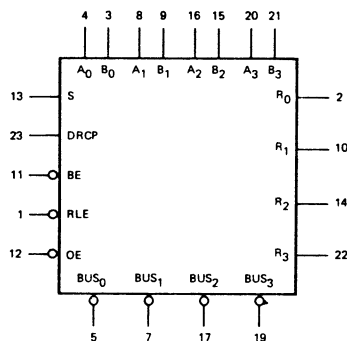 4 3 8 9 16 15 20 21
A0 B0 A1 B1 A2 B2 A3 B3
13 S R0 2
23 DRCP
R1 10
11 BE
1 RLE R2 14
12 OE R3 22
BUS0 BUS1 BUS2 BUS3
5 7 17 19